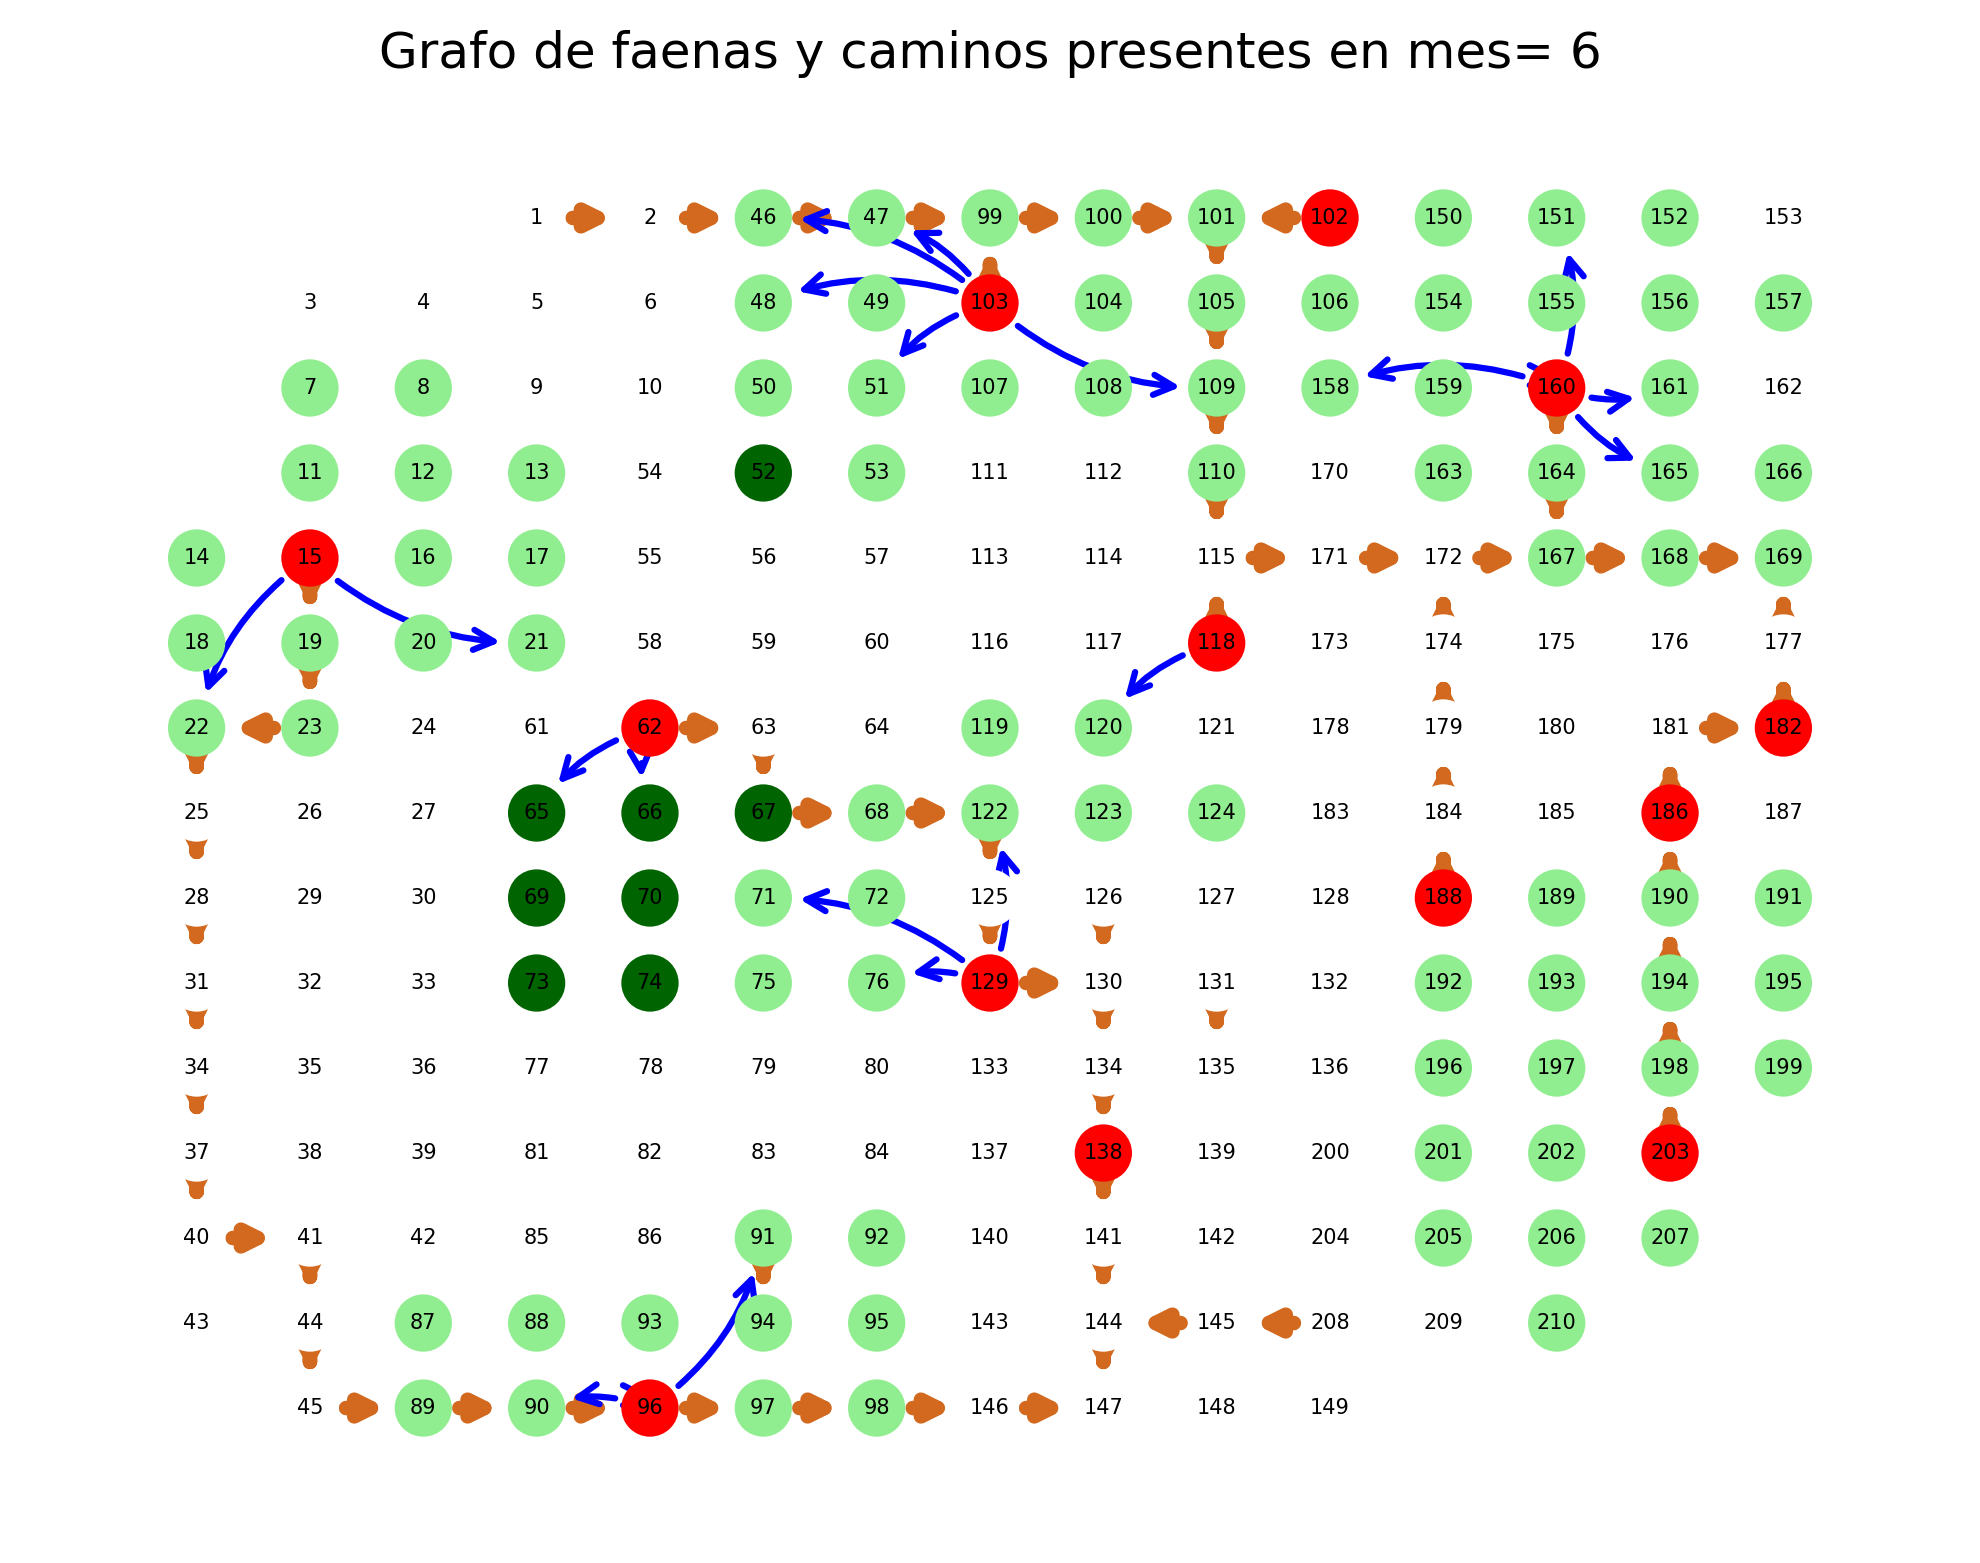 Grafo de faenas y caminos presentes en mes= 6
1 2 46 47 99 100 101 102 150 151 152 153
3 4 5 6 48 49 103 104 105 106 154 155 156 157
7 8 9 10 50 51 107 108 109 158 159 160 161 162
11 12 13 54 52 53 111 112 110 170 163 164 165 166
14 15 16 17 55 56 57 113 114 115 171 172 167 168 169
18 19 20 21 58 59 60 116 117 118 173 174 175 176 177
22 23 24 61 62 63 64 119 120 121 178 179 180 181 182
25 26 27 65 66 67 68 122 123 124 183 184 185 186 187
28 29 30 69 70 71 72 125 126 127 128 188 189 190 191
31 32 33 73 74 75 76 129 130 131 132 192 193 194 195
34 35 36 77 78 79 80 133 134 135 136 196 197 198 199
37 38 39 81 82 83 84 137 138 139 200 201 202 203
40 41 42 85 86 91 92 140 141 142 204 205 206 207
43 44 87 88 93 94 95 143 144 145 208 209 210
45 89 90 96 97 98 146 147 148 149